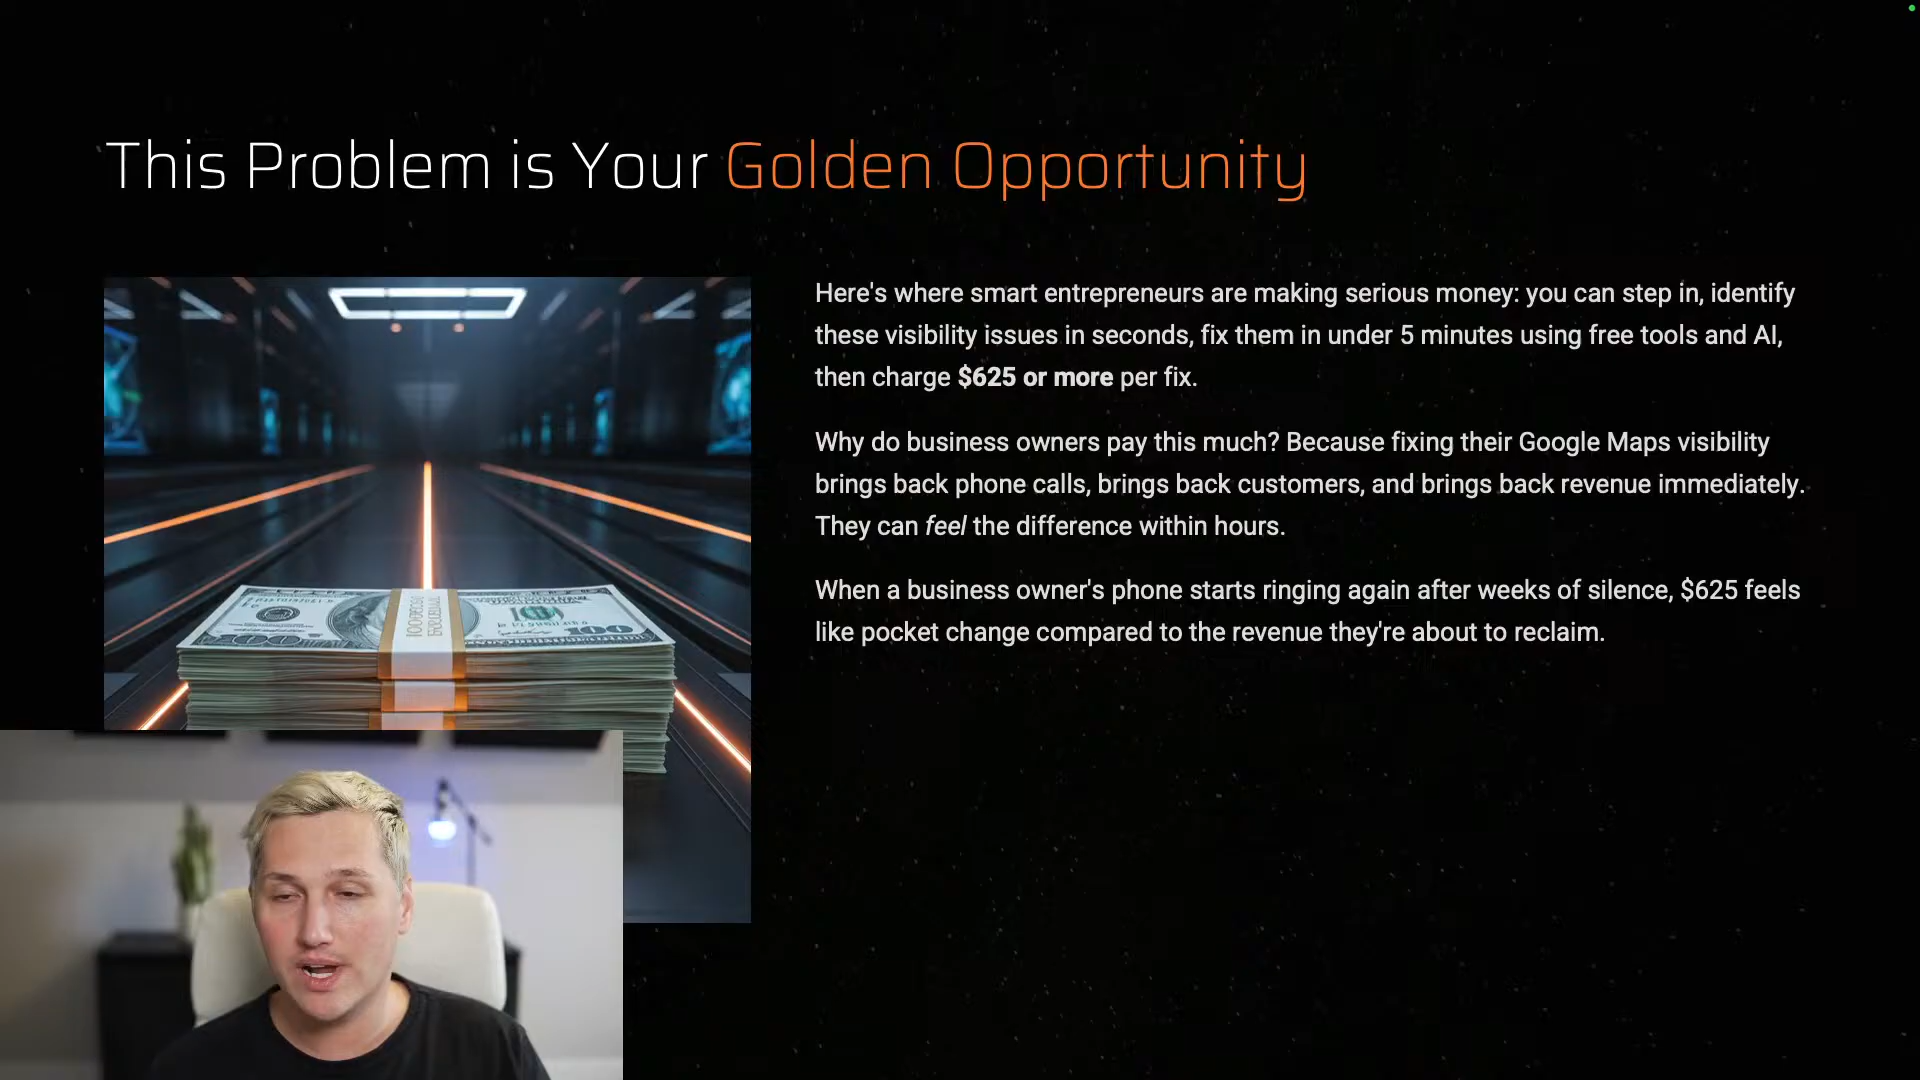 This Problem is Your Golden Opportunity
Here's where smart entrepreneurs are making serious money: you can step in, identify
these visibility issues in seconds, fix them in under 5 minutes using free tools and AI,
then charge $625 or more per fix.
Why do business owners pay this much? Because fixing their Google Maps visibility
brings back phone calls, brings back customers, and brings back revenue immediately.
They can feel the difference within hours.
When a business owner's phone starts ringing again after weeks of silence, $625 feels
like pocket change compared to the revenue they're about to reclaim.